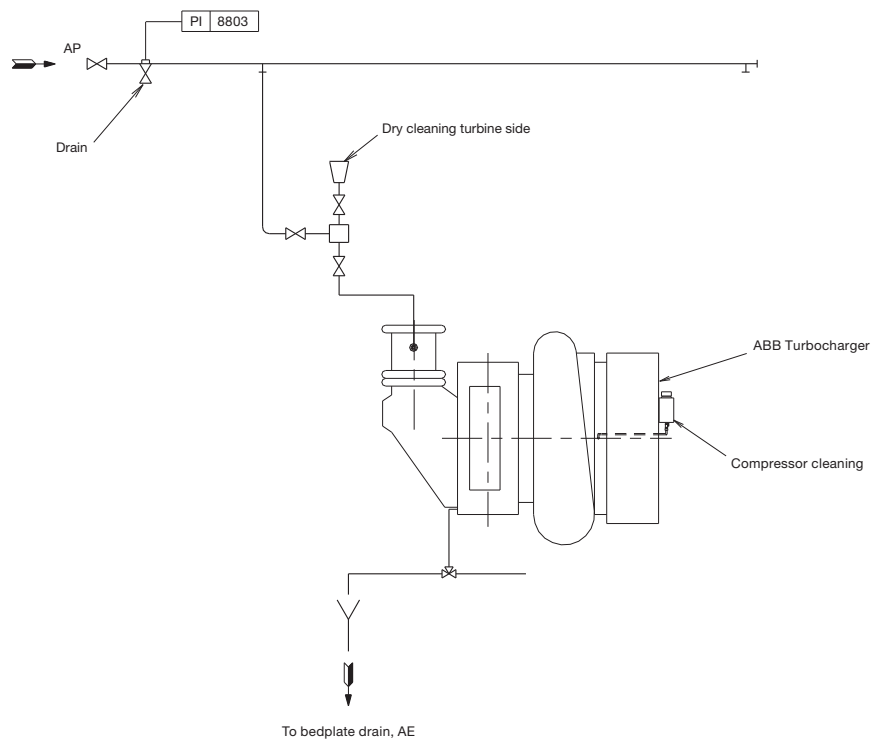 PI 8803
AP
Drain
Dry cleaning turbine side
ABB Turbocharger
Compressor cleaning
To bedplate drain, AE